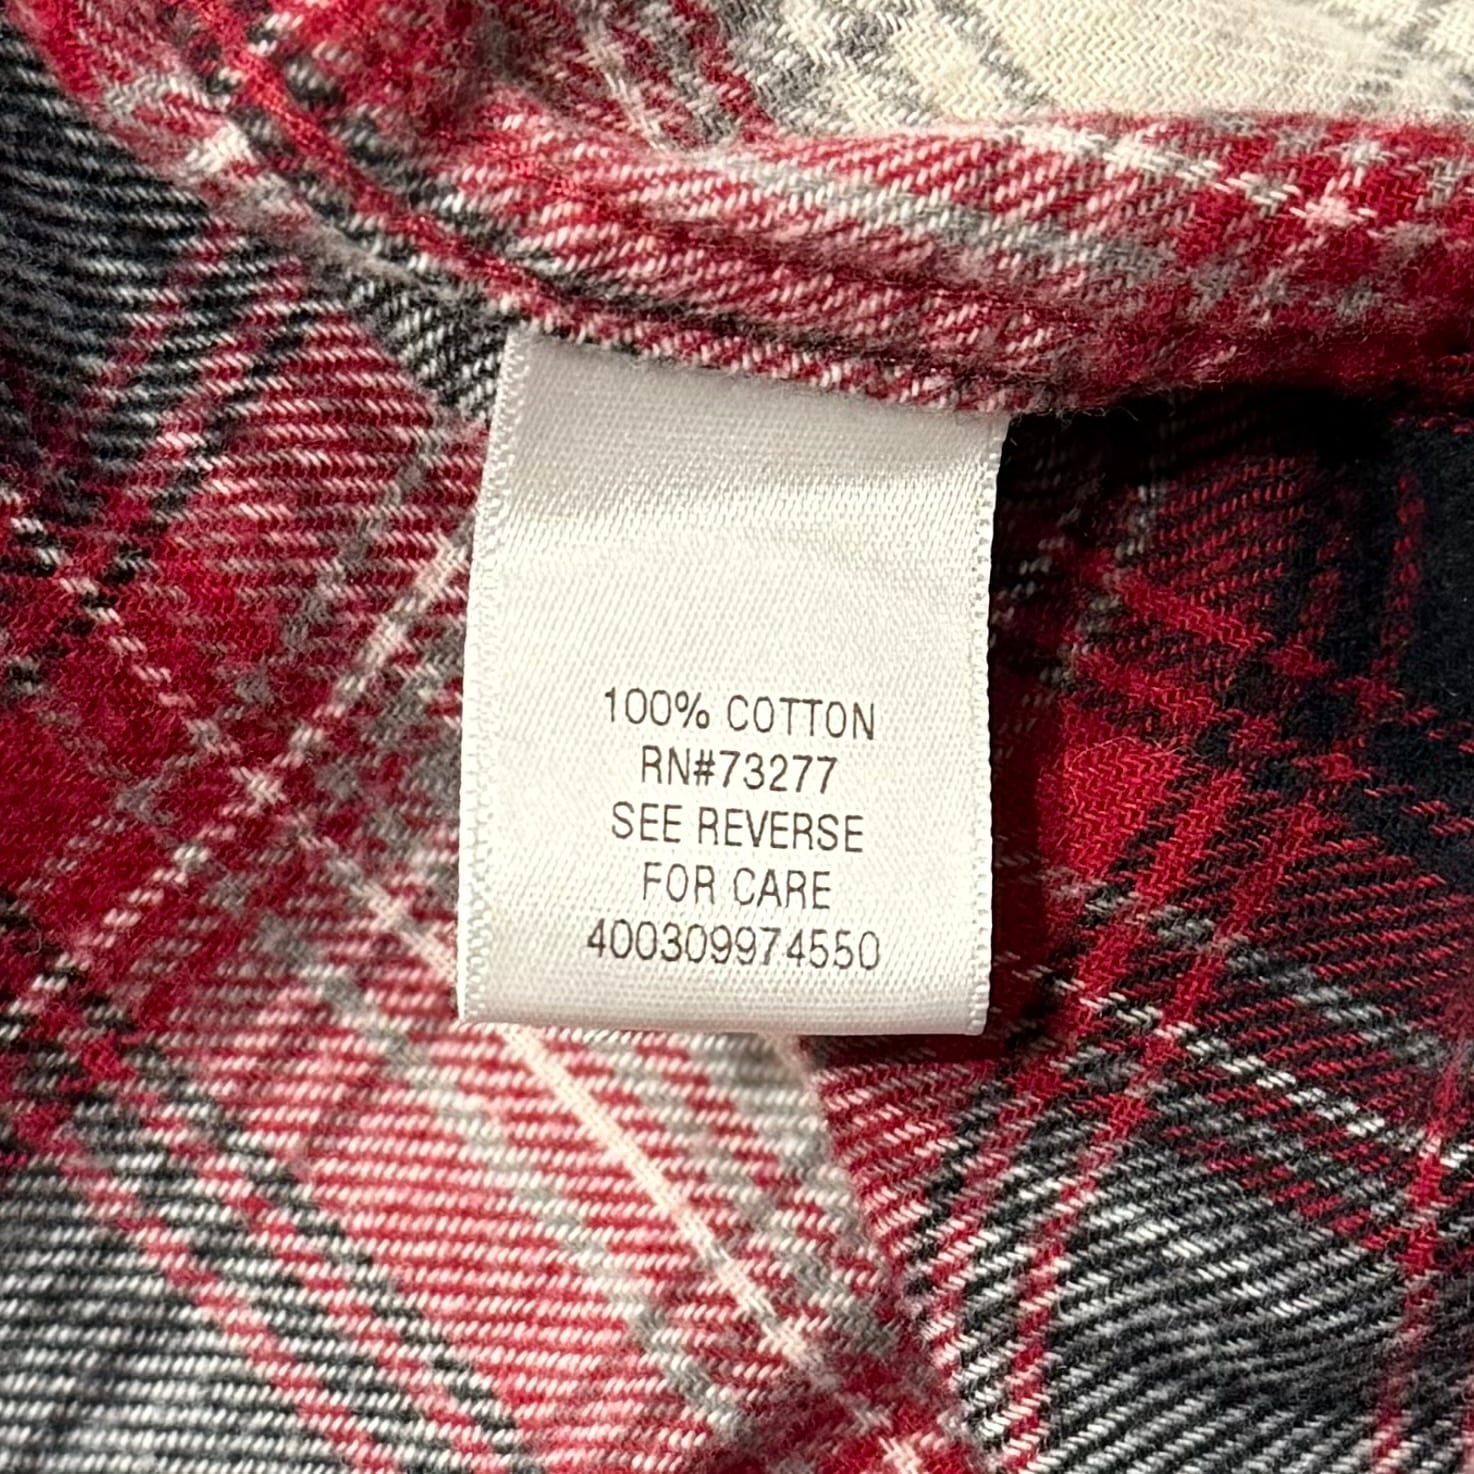 100% COTTON
RN#73277
SEE REVERSE
FOR CARE
400309974550